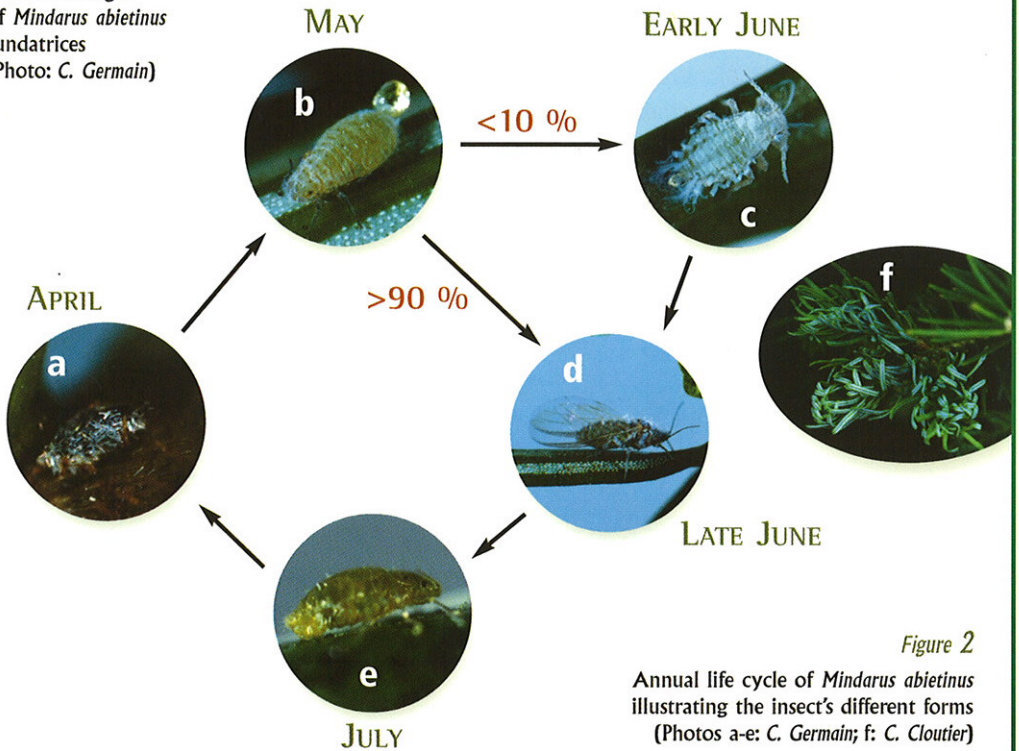 f Mindarus abietinus
undatrices
Photo: C. Germain)
MAY
EARLY JUNE
b
<10 %
c
>90 %
f
APRIL
a
d
LATE JUNE
e
JULY
Figure 2
Annual life cycle of Mindarus abietinus
illustrating the insect's different forms
(Photos a-e: C. Germain; f: C. Cloutier)